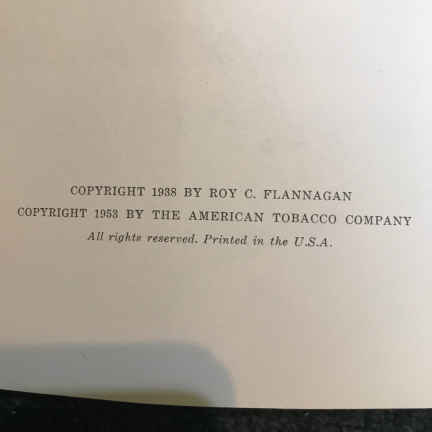 COPYRIGHT 1938 BY ROY C. FLANNAGAN
COPYRIGHT 1953 BY THE AMERICAN TOBACCO COMPANY
All rights reserved. Printed in the U.S.A.